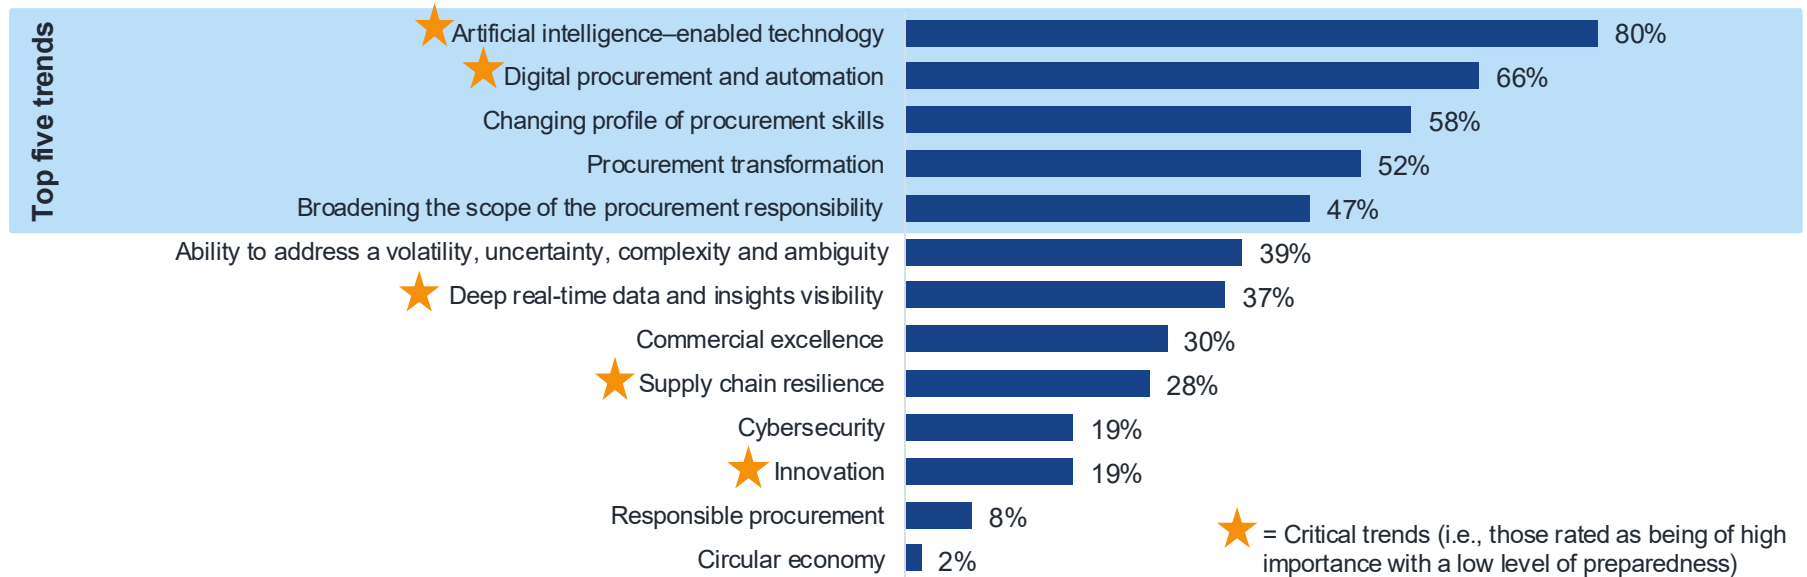 Top five trends
Artificial intelligence–enabled technology 80%
Digital procurement and automation 66%
Changing profile of procurement skills 58%
Procurement transformation 52%
Broadening the scope of the procurement responsibility 47%
Ability to address a volatility, uncertainty, complexity and ambiguity 39%
Deep real-time data and insights visibility 37%
Commercial excellence 30%
Supply chain resilience 28%
Cybersecurity 19%
Innovation 19%
Responsible procurement 8%
Circular economy 2%
= Critical trends (i.e., those rated as being of high
importance with a low level of preparedness)